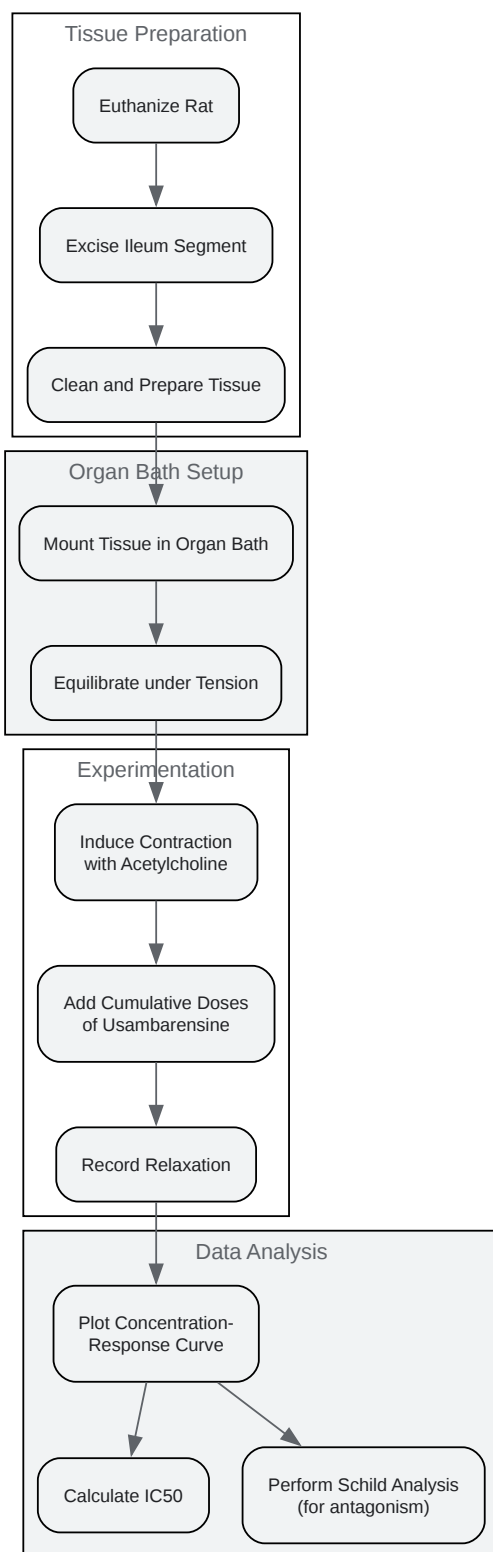 Tissue Preparation
Euthanize Rat
Excise Ileum Segment
Clean and Prepare Tissue
Organ Bath Setup
Mount Tissue in Organ Bath
Equilibrate under Tension
Experimentation
Induce Contraction
with Acetylcholine
Add Cumulative Doses
of Usambarensine
Record Relaxation
Data Analysis
Plot Concentration-
Response Curve
Calculate IC50
Perform Schild Analysis
(for antagonism)